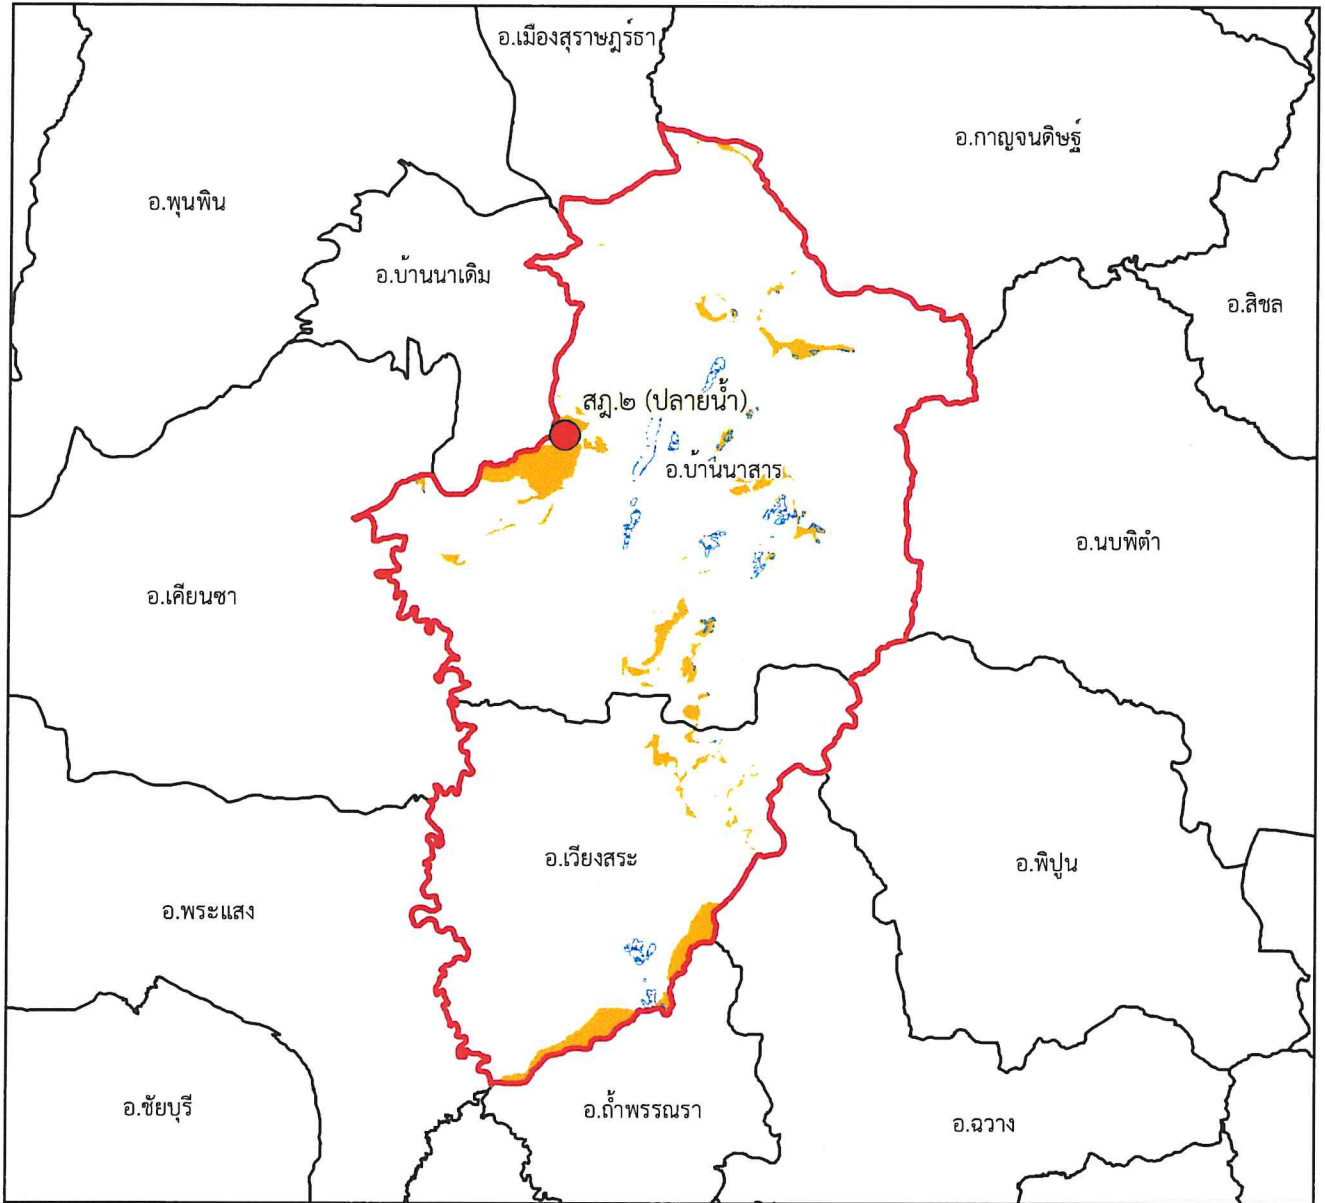 อ.เมืองสุราษฎร์ธา
อ.กาญจนดิษฐ์
อ.พุนพิน
อ.บ้านนาเดิม
อ.สิชล
สฎ.๒ (ปลายน้ำ)
อ.บ้านนาสาร
อ.นบพิตำ
อ.เคียนซา
อ.เวียงสระ
อ.พิปูน
อ.พระแสง
อ.ชัยบุรี
อ.ถ้ำพรรณรา
อ.ฉวาง